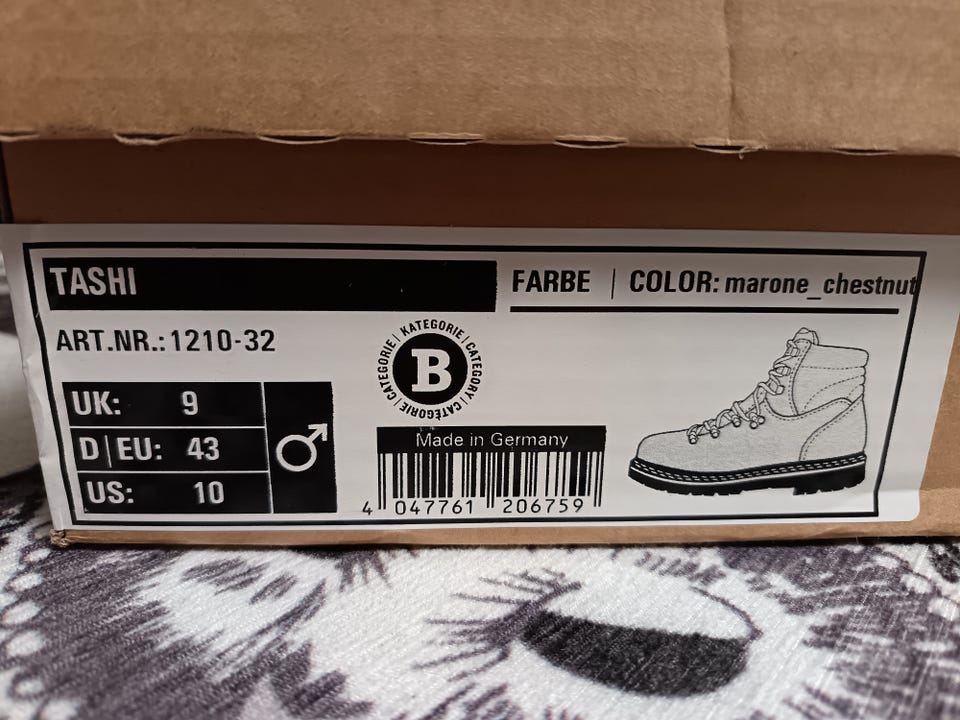 TASHI
FARBE | COLOR: marone_chestnut
ART.NR.: 1210-32
KATEGORIE | CATEGORY | CATÉGORIE | CATEGORIE |
B
UK: 9
D|EU: 43
US: 10
Made in Germany
4 047761 206759